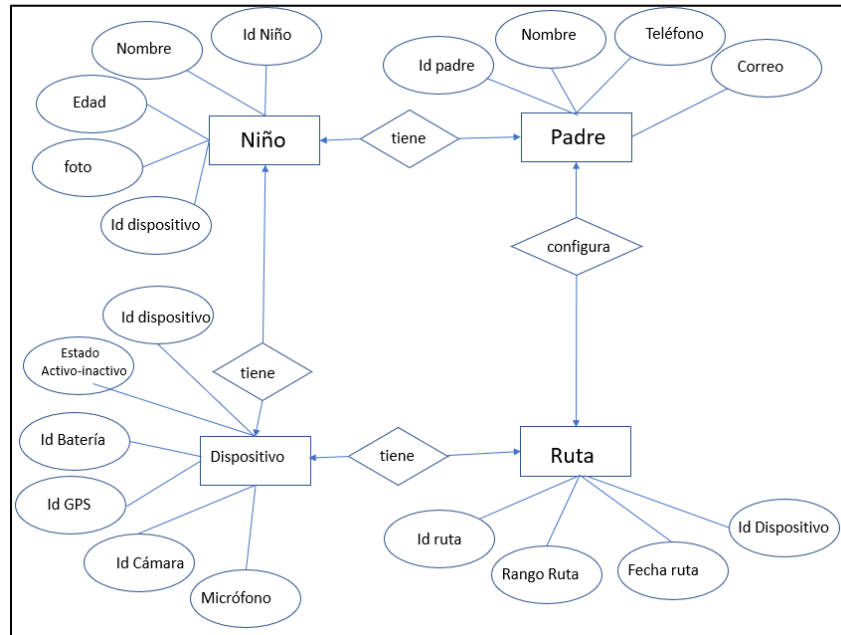 Id Niño
Nombre
Edad
foto
Id dispositivo
Niño
tiene
Id padre
Nombre
Teléfono
Correo
Padre
configura
tiene
Id dispositivo
Estado
Activo-inactivo
Id Batería
Id GPS
Id Cámara
Micrófono
Dispositivo
tiene
Ruta
Id ruta
Rango Ruta
Fecha ruta
Id Dispositivo